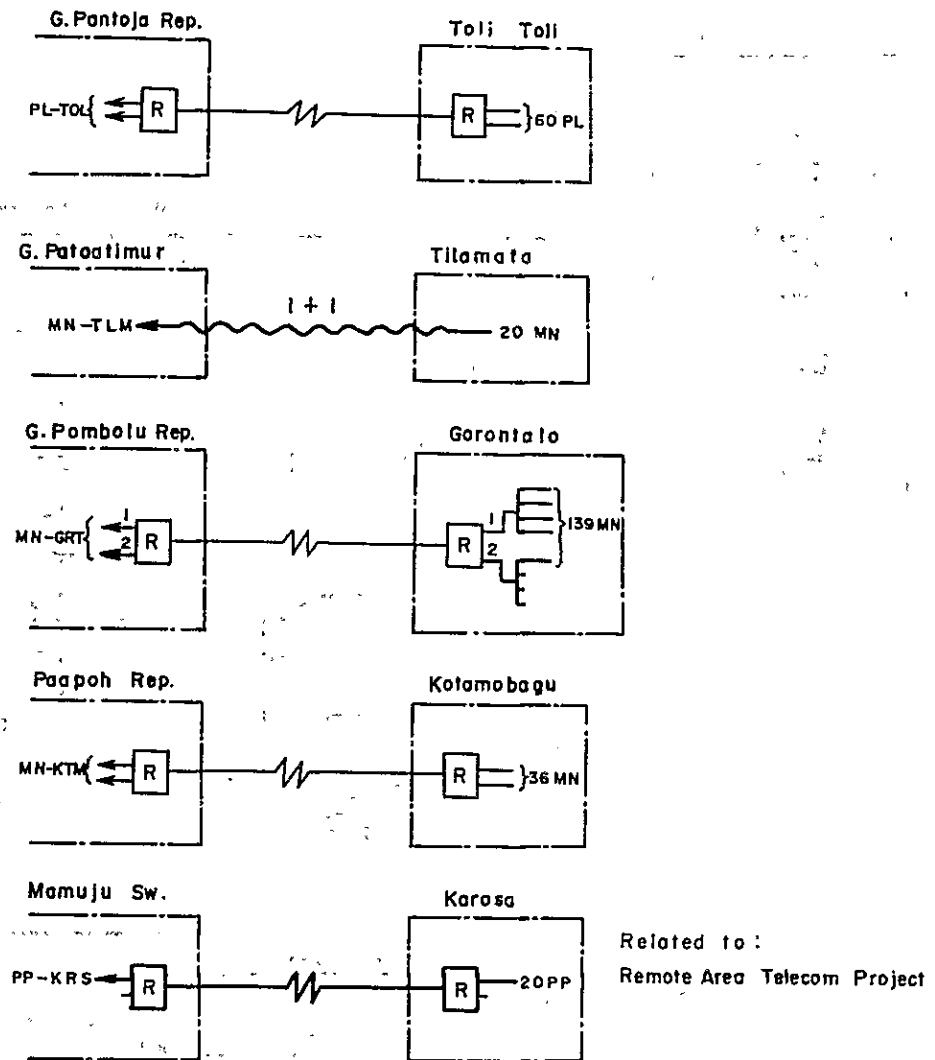 G. Pantoja Rep.
Toli Toli
PL-TOL
R
R
60 PL
G. Patoatimur
Tilamata
1 + 1
MN-TLM
20 MN
G. Pombolu Rep.
Gorontalo
MN-GRT
1
2
R
R
1
2
139 MN
Paapoh Rep.
Kotamobagu
MN-KTM
R
R
36 MN
Mamuju Sw.
Karosa
PP-KRS
R
R
20PP
Related to :
Remote Area Telecom Project